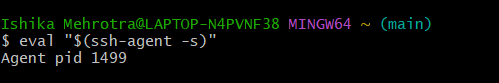 Ishika Mehrotra@LAPTOP-N4PVNF38 MINGW64 ~ (main)
$ eval "$(ssh-agent -s)"
Agent pid 1499